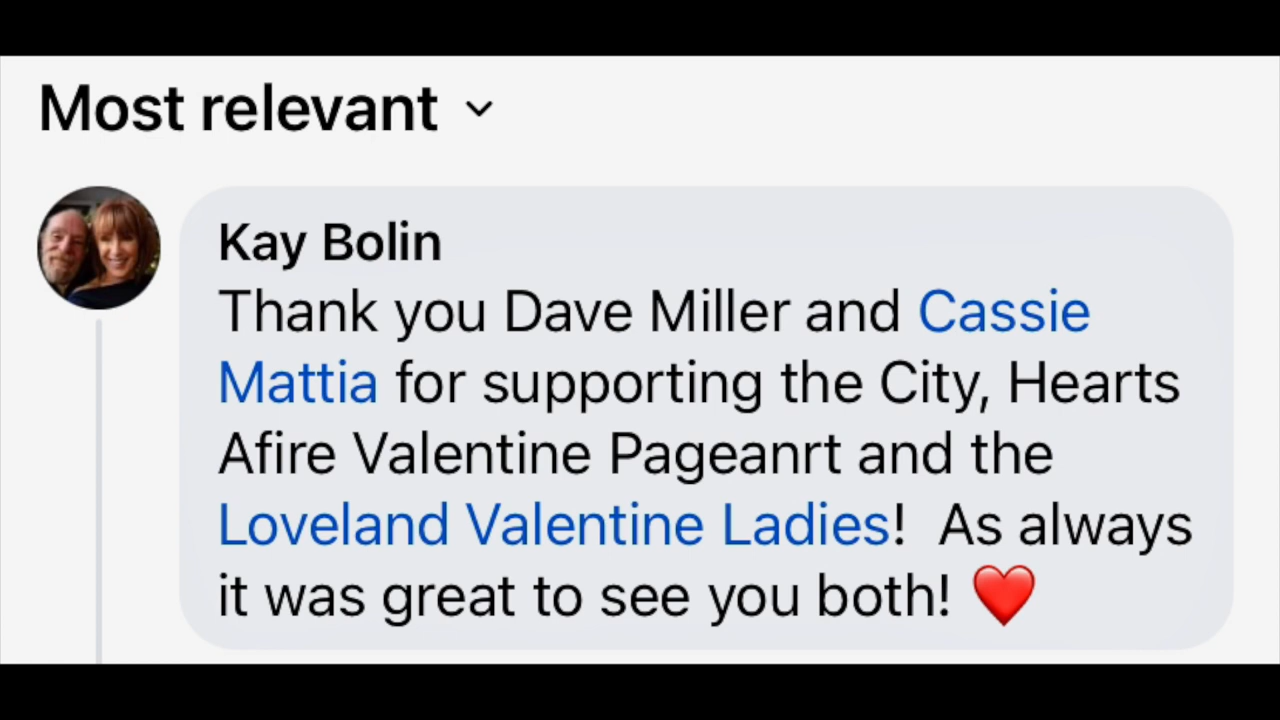 Most relevant
Kay Bolin
Thank you Dave Miller and Cassie
Mattia for supporting the City, Hearts
Afire Valentine Pageanrt and the
Loveland Valentine Ladies!  As always
it was great to see you both! ❤️